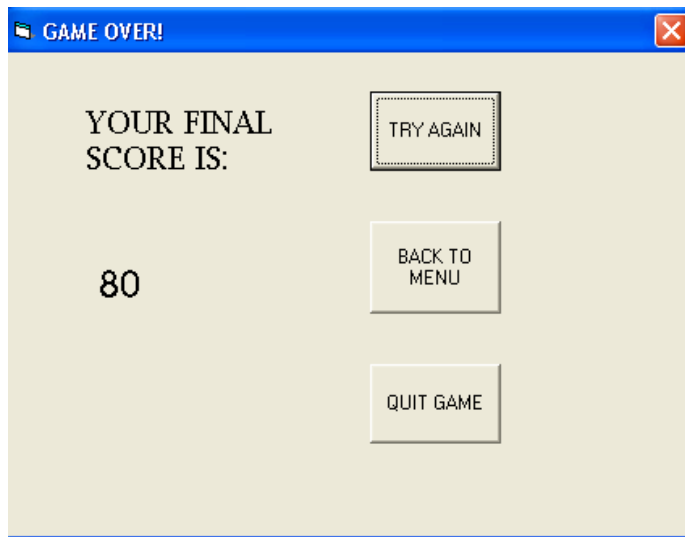 GAME OVER!
YOUR FINAL
SCORE IS:
80
TRY AGAIN
BACK TO
MENU
QUIT GAME